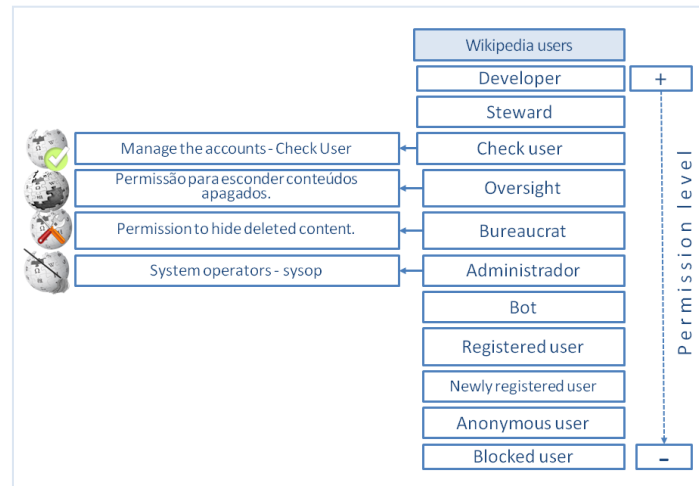 Wikipedia users
Developer
+
Steward
Manage the accounts - Check User
Check user
Permissão para esconder conteúdos
apagados.
Oversight
Permission to hide deleted content.
Bureaucrat
System operators - sysop
Administrador
Bot
Registered user
Newly registered user
Anonymous user
Blocked user
-
Permission level